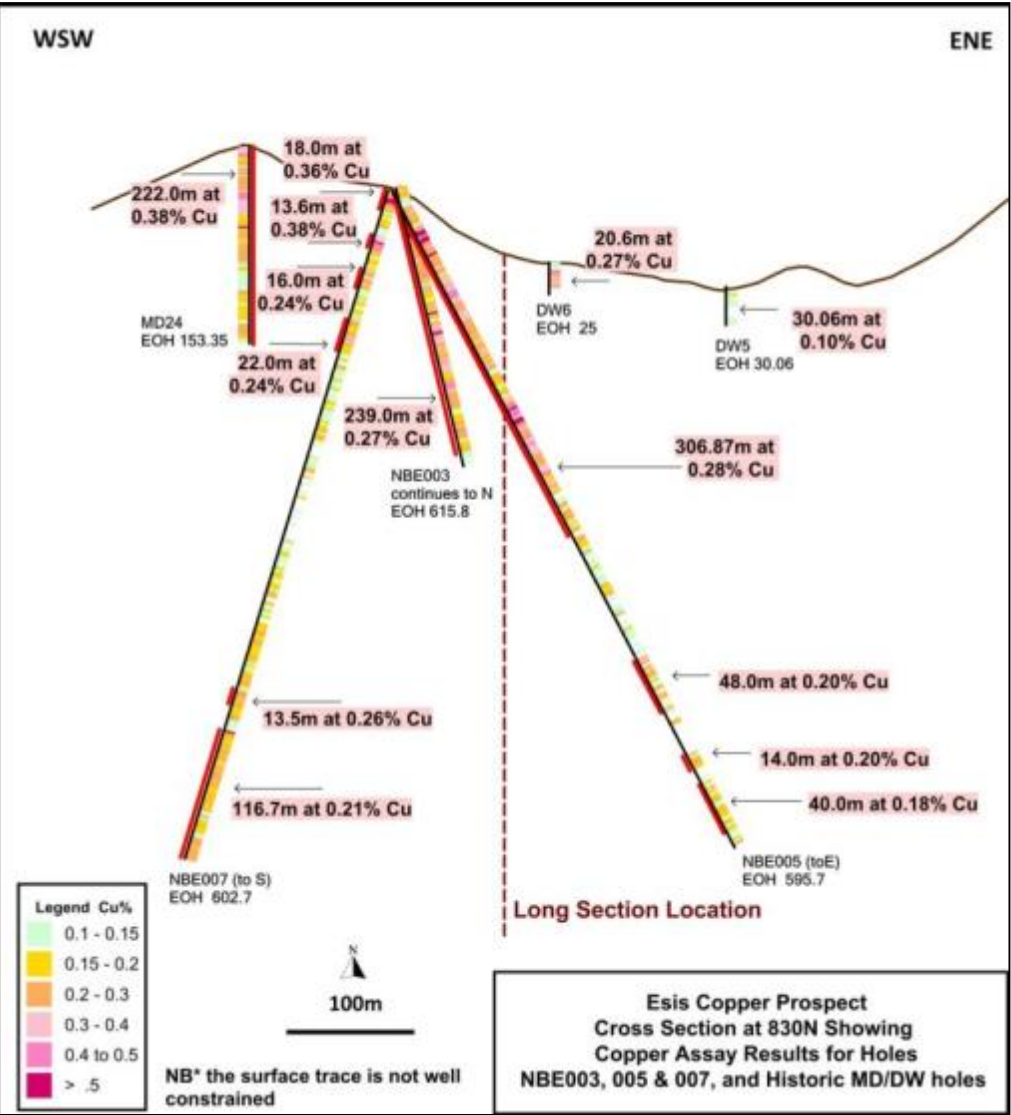 WSW
ENE
18.0m at
0.36% Cu
222.0m at
0.38% Cu
13.6m at
0.38% Cu
20.6m at
0.27% Cu
16.0m at
0.24% Cu
DW6
EOH 25
30.06m at
0.10% Cu
MD24
EOH 153.35
DW5
EOH 30.06
22.0m at
0.24% Cu
239.0m at
0.27% Cu
306.87m at
0.28% Cu
NBE003
continues to N
EOH 615.8
48.0m at 0.20% Cu
13.5m at 0.26% Cu
14.0m at 0.20% Cu
116.7m at 0.21% Cu
40.0m at 0.18% Cu
NBE007 (to S)
EOH 602.7
NBE005 (toE)
EOH 595.7
Long Section Location
Legend Cu%
0.1 - 0.15
0.15 - 0.2
0.2 - 0.3
0.3 - 0.4
0.4 to 0.5
> .5
N
100m
NB* the surface trace is not well
constrained
Esis Copper Prospect
Cross Section at 830N Showing
Copper Assay Results for Holes
NBE003, 005 & 007, and Historic MD/DW holes